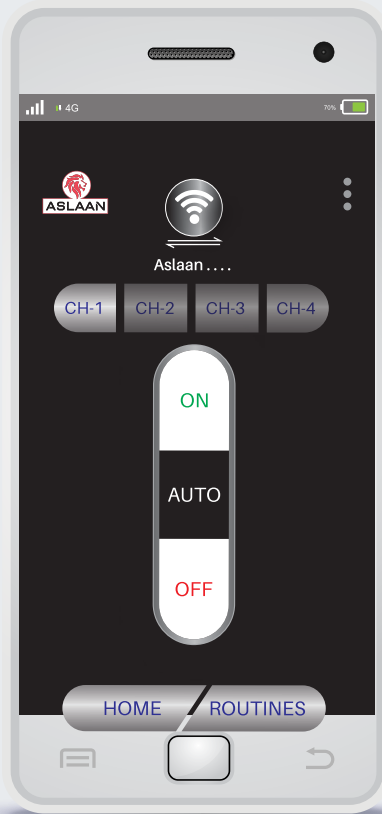 4G
70%
ASLAAN
Aslaan . . . .
CH-1 CH-2 CH-3 CH-4
ON
AUTO
OFF
HOME ROUTINES